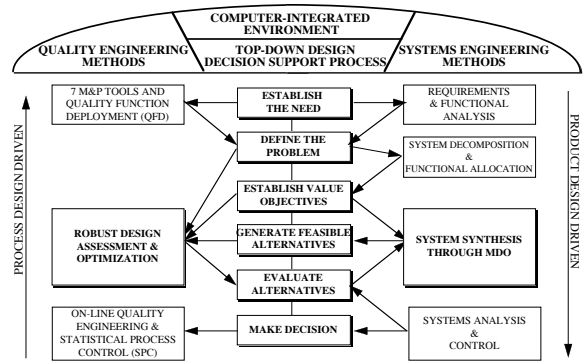 COMPUTER-INTEGRATED
ENVIRONMENT
QUALITY ENGINEERING
METHODS
TOP-DOWN DESIGN
DECISION SUPPORT PROCESS
SYSTEMS ENGINEERING
METHODS
PROCESS DESIGN DRIVEN
7 M&P TOOLS AND
QUALITY FUNCTION
DEPLOYMENT (QFD)
ROBUST DESIGN
ASSESSMENT &
OPTIMIZATION
ON-LINE QUALITY
ENGINEERING &
STATISTICAL PROCESS
CONTROL (SPC)
ESTABLISH
THE NEED
DEFINE THE
PROBLEM
ESTABLISH VALUE
OBJECTIVES
GENERATE FEASIBLE
ALTERNATIVES
EVALUATE
ALTERNATIVES
MAKE DECISION
REQUIREMENTS
& FUNCTIONAL
ANALYSIS
SYSTEM DECOMPOSITION
&
FUNCTIONAL ALLOCATION
SYSTEM SYNTHESIS
THROUGH MDO
SYSTEMS ANALYSIS
&
CONTROL
PRODUCT DESIGN DRIVEN